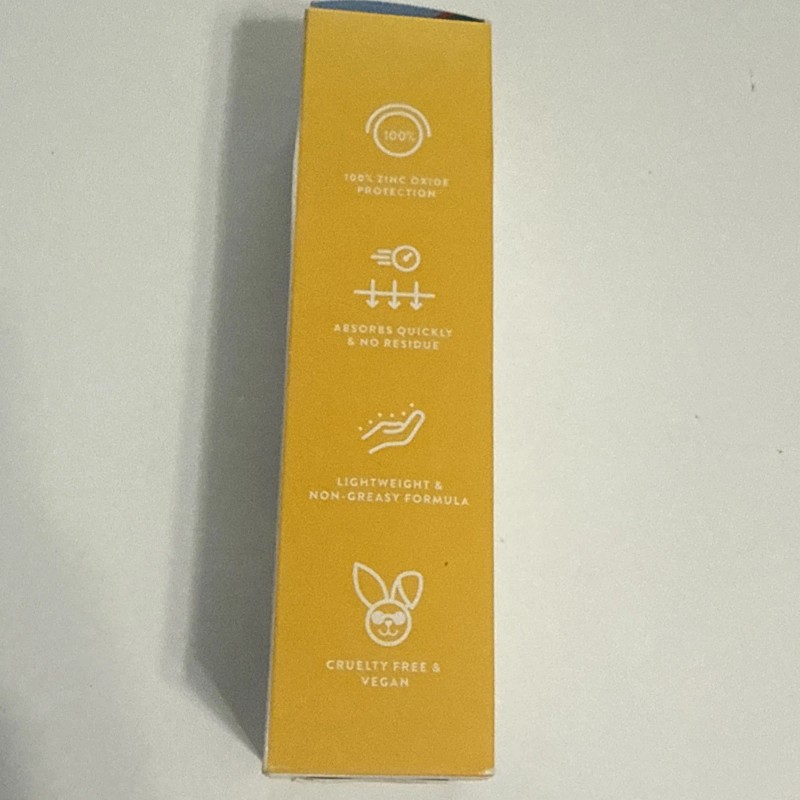 100%
100% ZINC OXIDE
PROTECTION
ABSORBS QUICKLY
& NO RESIDUE
LIGHTWEIGHT &
NON-GREASY FORMULA
CRUELTY FREE &
VEGAN